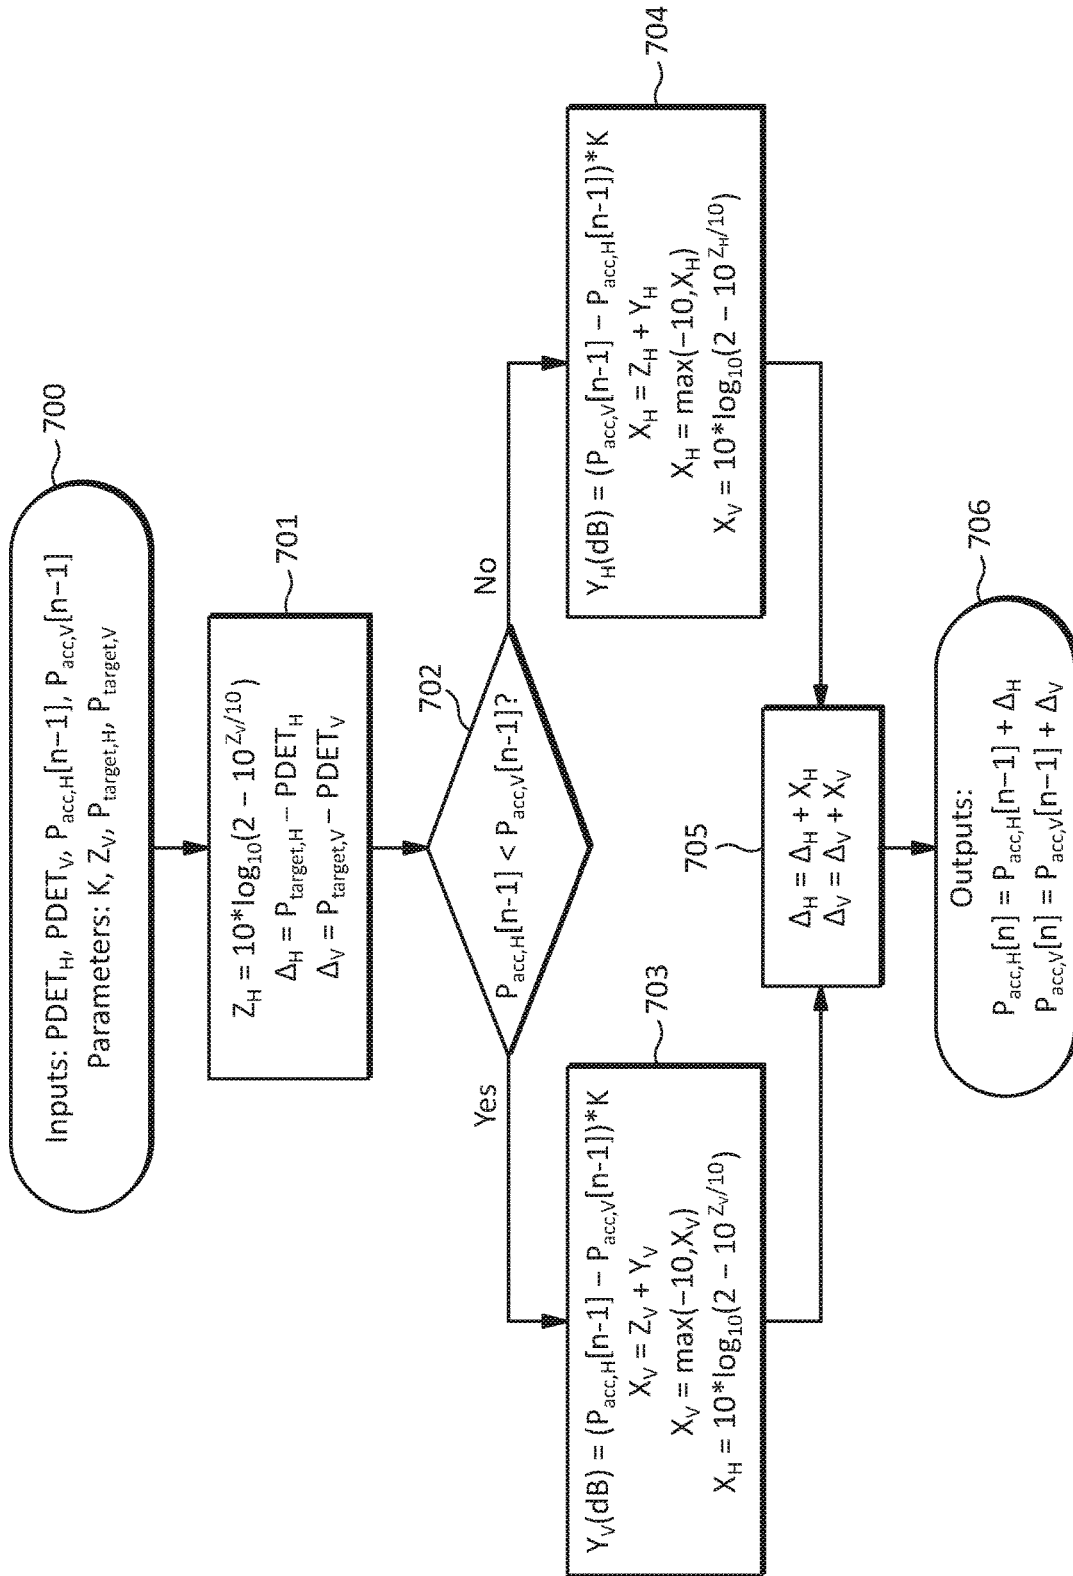 700
Inputs: PDET_H, PDET_V, P_acc,H[n−1], P_acc,V[n−1]
Parameters: K, Z_V, P_target,H, P_target,V
701
Z_H = 10*log₁₀(2 − 10^(Z_V/10))
Δ_H = P_target,H − PDET_H
Δ_V = P_target,V − PDET_V
702
P_acc,H[n-1] < P_acc,V[n-1]?
Yes
No
703
Y_V(dB) = (P_acc,H[n-1] − P_acc,V[n-1])*K
X_V = Z_V + Y_V
X_V = max(−10,X_V)
X_H = 10*log₁₀(2 − 10^(Z_V/10))
704
Y_H(dB) = (P_acc,V[n-1] − P_acc,H[n-1])*K
X_H = Z_H + Y_H
X_H = max(−10,X_H)
X_V = 10*log₁₀(2 − 10^(Z_H/10))
705
Δ_H = Δ_H + X_H
Δ_V = Δ_V + X_V
706
Outputs:
P_acc,H[n] = P_acc,H[n-1] + Δ_H
P_acc,V[n] = P_acc,V[n-1] + Δ_V